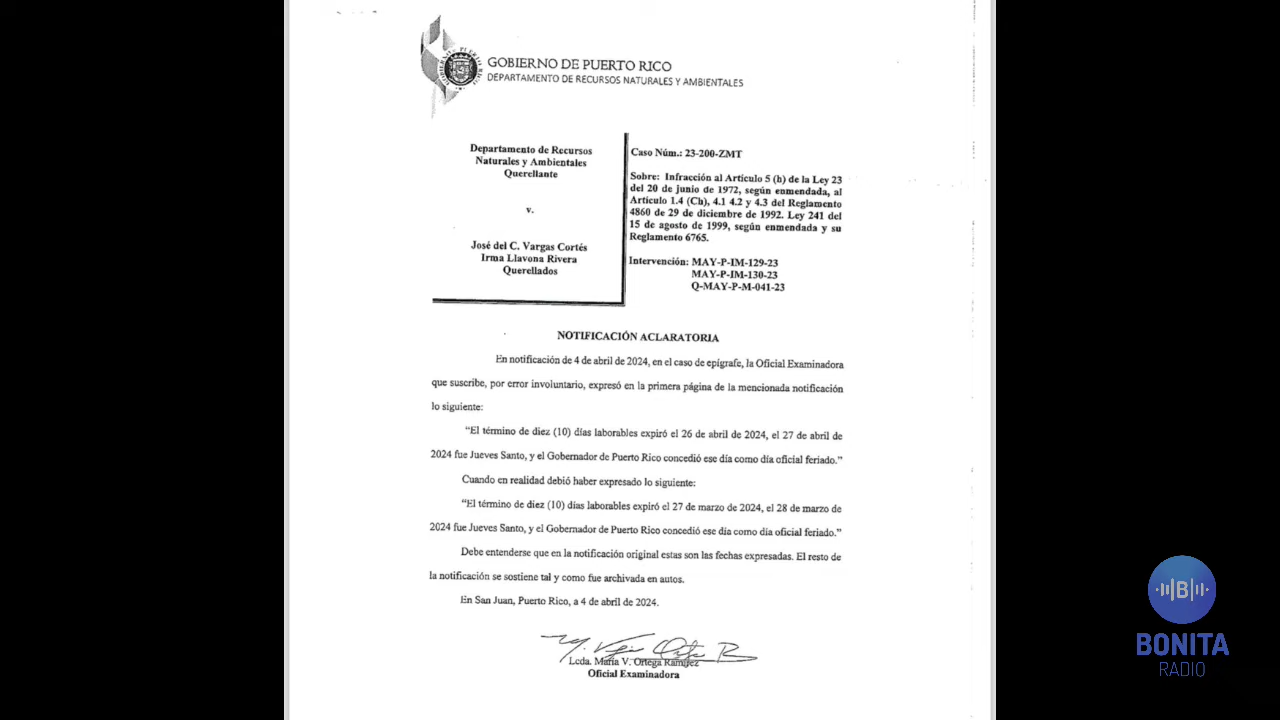 GOBIERNO DE PUERTO RICO
DEPARTAMENTO DE RECURSOS NATURALES Y AMBIENTALES
Departamento de Recursos
Naturales y Ambientales
Querellante
v.
José del C. Vargas Cortés
Irma Llavona Rivera
Querellados
Caso Núm.: 23-200-ZMT
Sobre: Infracción al Artículo 5 (h) de la Ley 23
del 20 de junio de 1972, según enmendada, al
Artículo 1.4 (Ch), 4.1 4.2 y 4.3 del Reglamento
4860 de 29 de diciembre de 1992. Ley 241 del
15 de agosto de 1999, según enmendada y su
Reglamento 6765.
Intervención: MAY-P-IM-129-23
MAY-P-IM-130-23
Q-MAY-P-M-041-23
NOTIFICACIÓN ACLARATORIA
En notificación de 4 de abril de 2024, en el caso de epígrafe, la Oficial Examinadora
que suscribe, por error involuntario, expresó en la primera página de la mencionada notificación
lo siguiente:
"El término de diez (10) días laborables expiró el 26 de abril de 2024, el 27 de abril de
2024 fue Jueves Santo, y el Gobernador de Puerto Rico concedió ese día como día oficial feriado."
Cuando en realidad debió haber expresado lo siguiente:
"El término de diez (10) días laborables expiró el 27 de marzo de 2024, el 28 de marzo de
2024 fue Jueves Santo, y el Gobernador de Puerto Rico concedió ese día como día oficial feriado."
Debe entenderse que en la notificación original estas son las fechas expresadas. El resto de
la notificación se sostiene tal y como fue archivada en autos.
En San Juan, Puerto Rico, a 4 de abril de 2024.
Lcda. María V. Ortega Ramírez
Oficial Examinadora
B
BONITA
RADIO